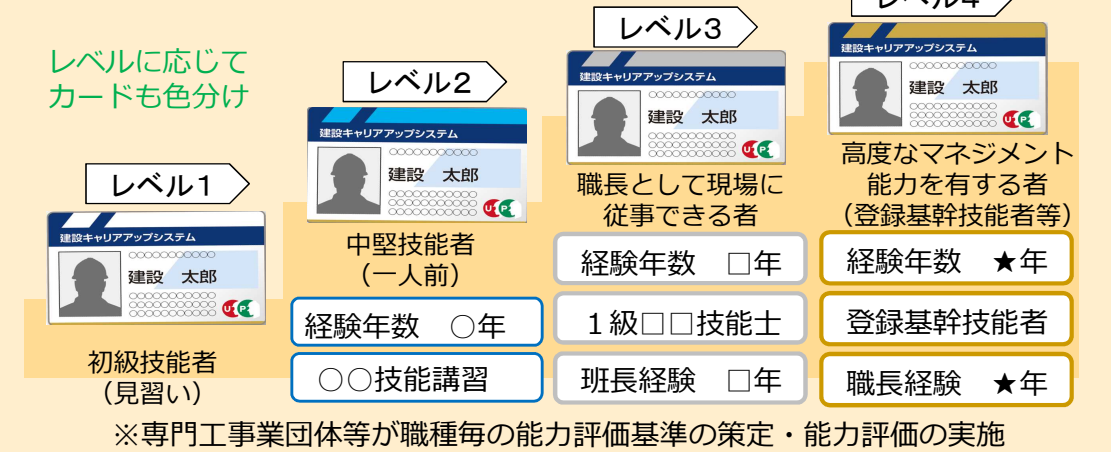 レベルに応じて
カードも色分け
レベル1
建設キャリアアップシステム
○○○○○○○○○○
建設 太郎
○○○○○○○○○○
○○○○○○○○○○
初級技能者
(見習い)
レベル2
建設キャリアアップシステム
○○○○○○○○○○
建設 太郎
○○○○○○○○○○
○○○○○○○○○○
中堅技能者
(一人前)
経験年数 ○年
○○技能講習
レベル3
建設キャリアアップシステム
○○○○○○○○○○
建設 太郎
○○○○○○○○○○
○○○○○○○○○○
職長として現場に
従事できる者
経験年数 □年
1級□□技能士
班長経験 □年
レベル4
建設キャリアアップシステム
○○○○○○○○○○
建設 太郎
○○○○○○○○○○
○○○○○○○○○○
高度なマネジメント
能力を有する者
(登録基幹技能者等)
経験年数 ★年
登録基幹技能者
職長経験 ★年
※専門工事業団体等が職種毎の能力評価基準の策定・能力評価の実施